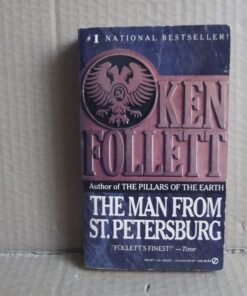 #1 NATIONAL BESTSELLER!
KEN
FOLLETT
Author of THE PILLARS OF THE EARTH
THE MAN FROM
ST. PETERSBURG
"FOLLETT'S FINEST!" —Time